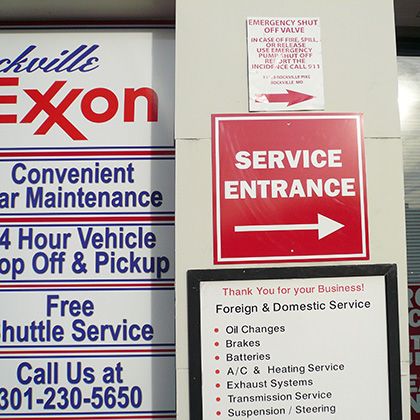 ckville
Exxon
Convenient
ar Maintenance
4 Hour Vehicle
op Off & Pickup
Free
huttle Service
Call Us at
301-230-5650
EMERGENCY SHUT
OFF VALVE
IN CASE OF FIRE, SPILL,
OR RELEASE
USE EMERGENCY
PUMP SHUT OFF
REPORT THE
INCIDENCE CALL 911
ROCKVILLE PIKE
ROCKVILLE, MD
SERVICE
ENTRANCE
Thank You for your Business!
Foreign & Domestic Service
• Oil Changes
• Brakes
• Batteries
• A/C & Heating Service
• Exhaust Systems
• Transmission Service
• Suspension / Steering